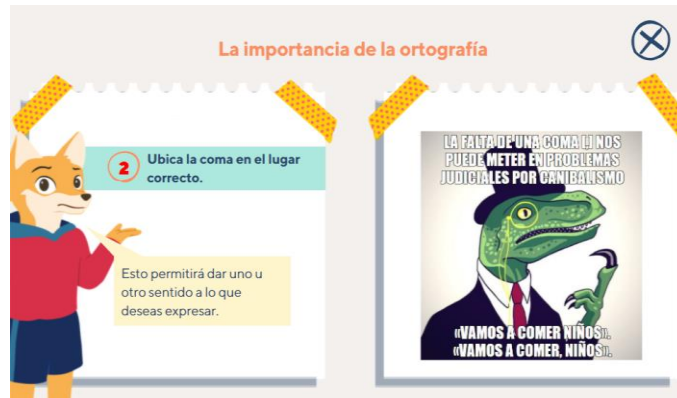 La importancia de la ortografía
2
Ubica la coma en el lugar
correcto.
Esto permitirá dar uno u
otro sentido a lo que
deseas expresar.
LA FALTA DE UNA COMA LI NOS
PUEDE METER EN PROBLEMAS
JUDICIALES POR CANIBALISMO
«VAMOS A COMER NIÑOS».
«VAMOS A COMER, NIÑOS».